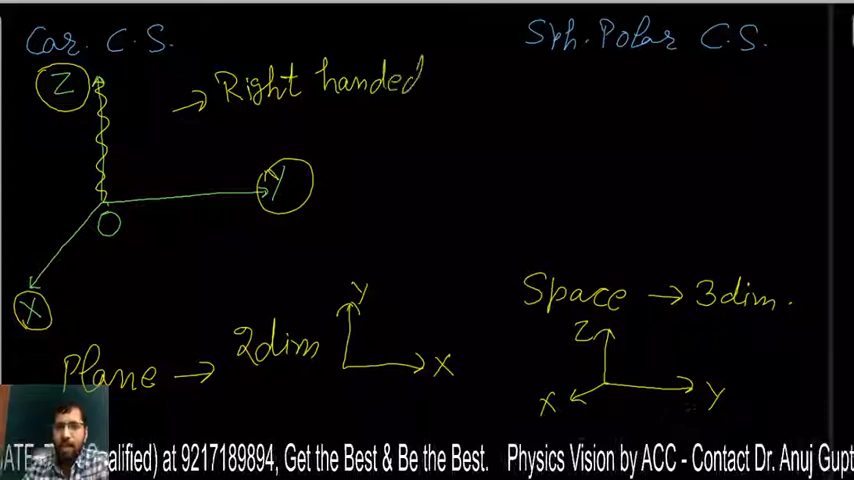 Car. C.S.
Sph. Polar C.S.
Z
→ Right handed
Y
O
X
Space → 3dim.
Plane → 2dim
Y
X
Z
X
Y
alified) at 9217189894, Get the Best & Be the Best. Physics Vision by ACC - Contact Dr. Anuj Gupt